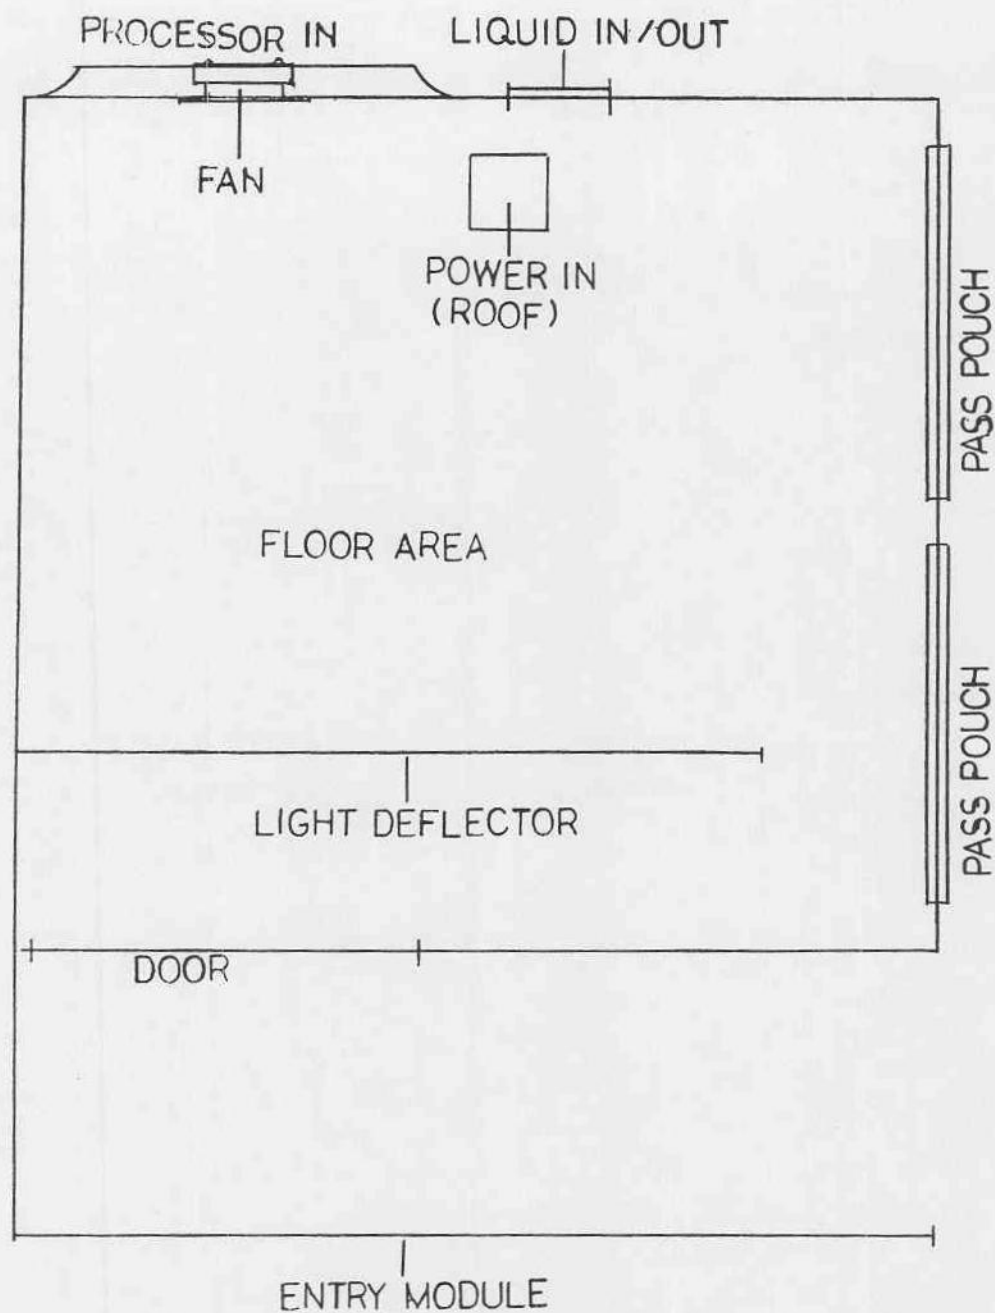 PROCESSOR IN
LIQUID IN/OUT
FAN
POWER IN
(ROOF)
PASS POUCH
FLOOR AREA
PASS POUCH
LIGHT DEFLECTOR
DOOR
ENTRY MODULE